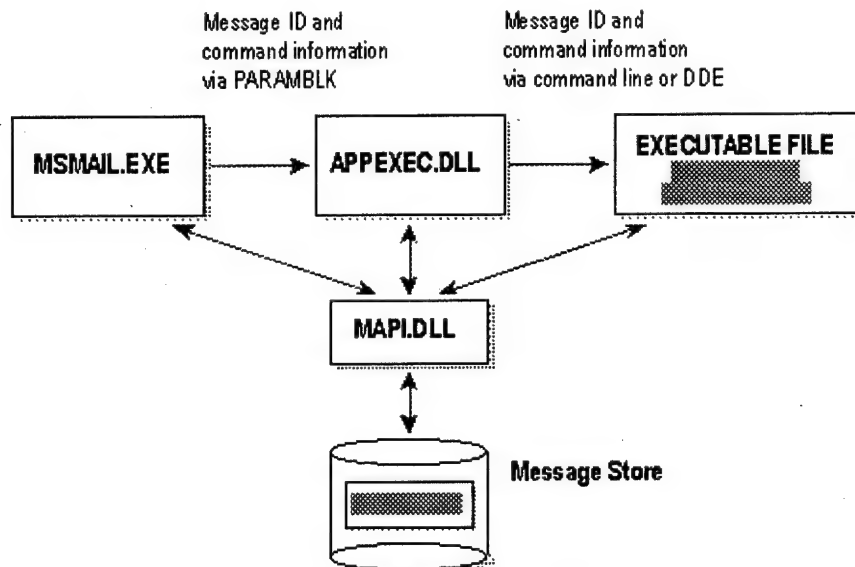 Message ID and
command information
via PARAMBLK
Message ID and
command information
via command line or DDE
MSMAIL.EXE
APPEXEC.DLL
EXECUTABLE FILE
MAPI.DLL
Message Store